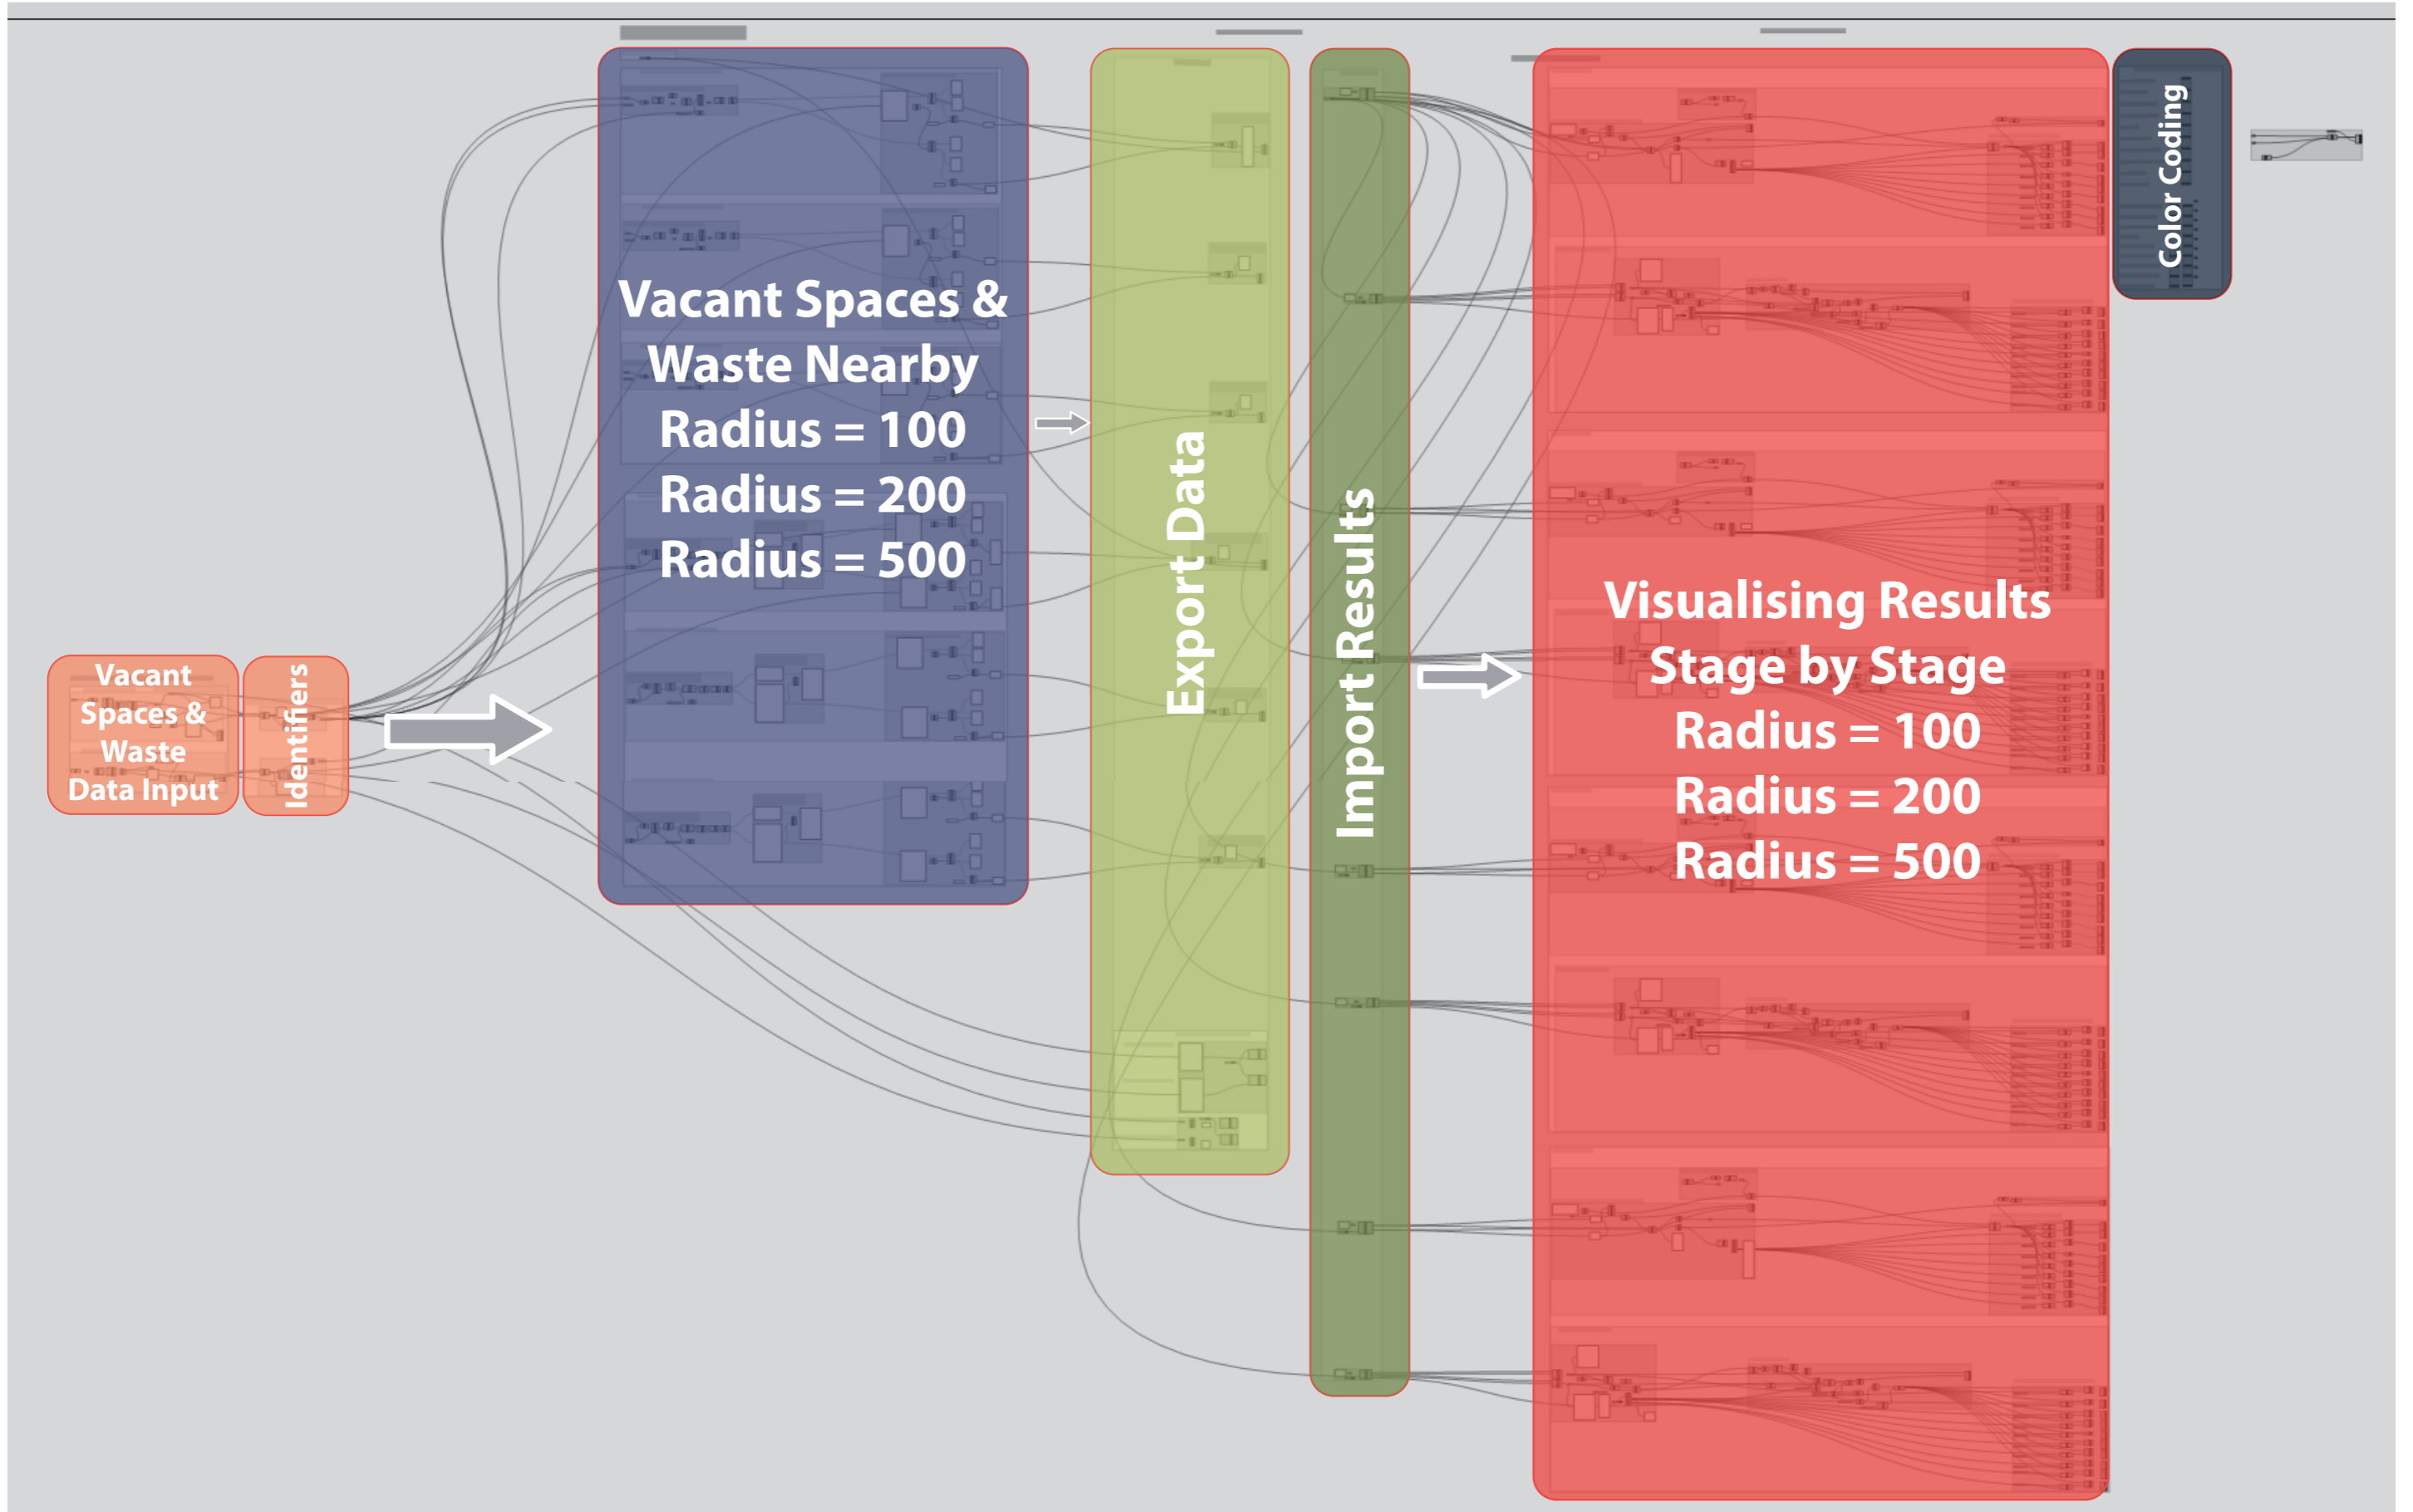 Vacant
Spaces &
Waste
Data Input
Identifiers
Vacant Spaces &
Waste Nearby
Radius = 100
Radius = 200
Radius = 500
Export Data
Import Results
Visualising Results
Stage by Stage
Radius = 100
Radius = 200
Radius = 500
Color Coding